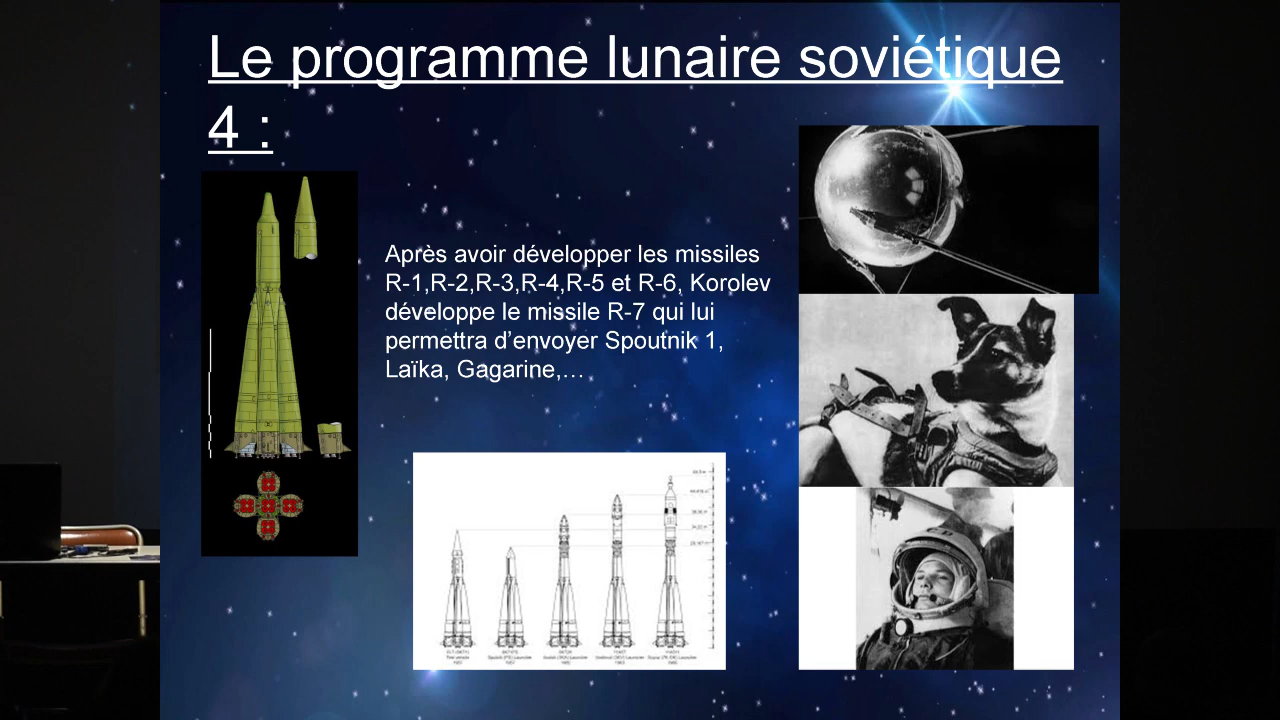 Le programme lunaire soviétique
4 :
Après avoir développer les missiles
R-1,R-2,R-3,R-4,R-5 et R-6, Korolev
développe le missile R-7 qui lui
permettra d’envoyer Spoutnik 1,
Laïka, Gagarine,…